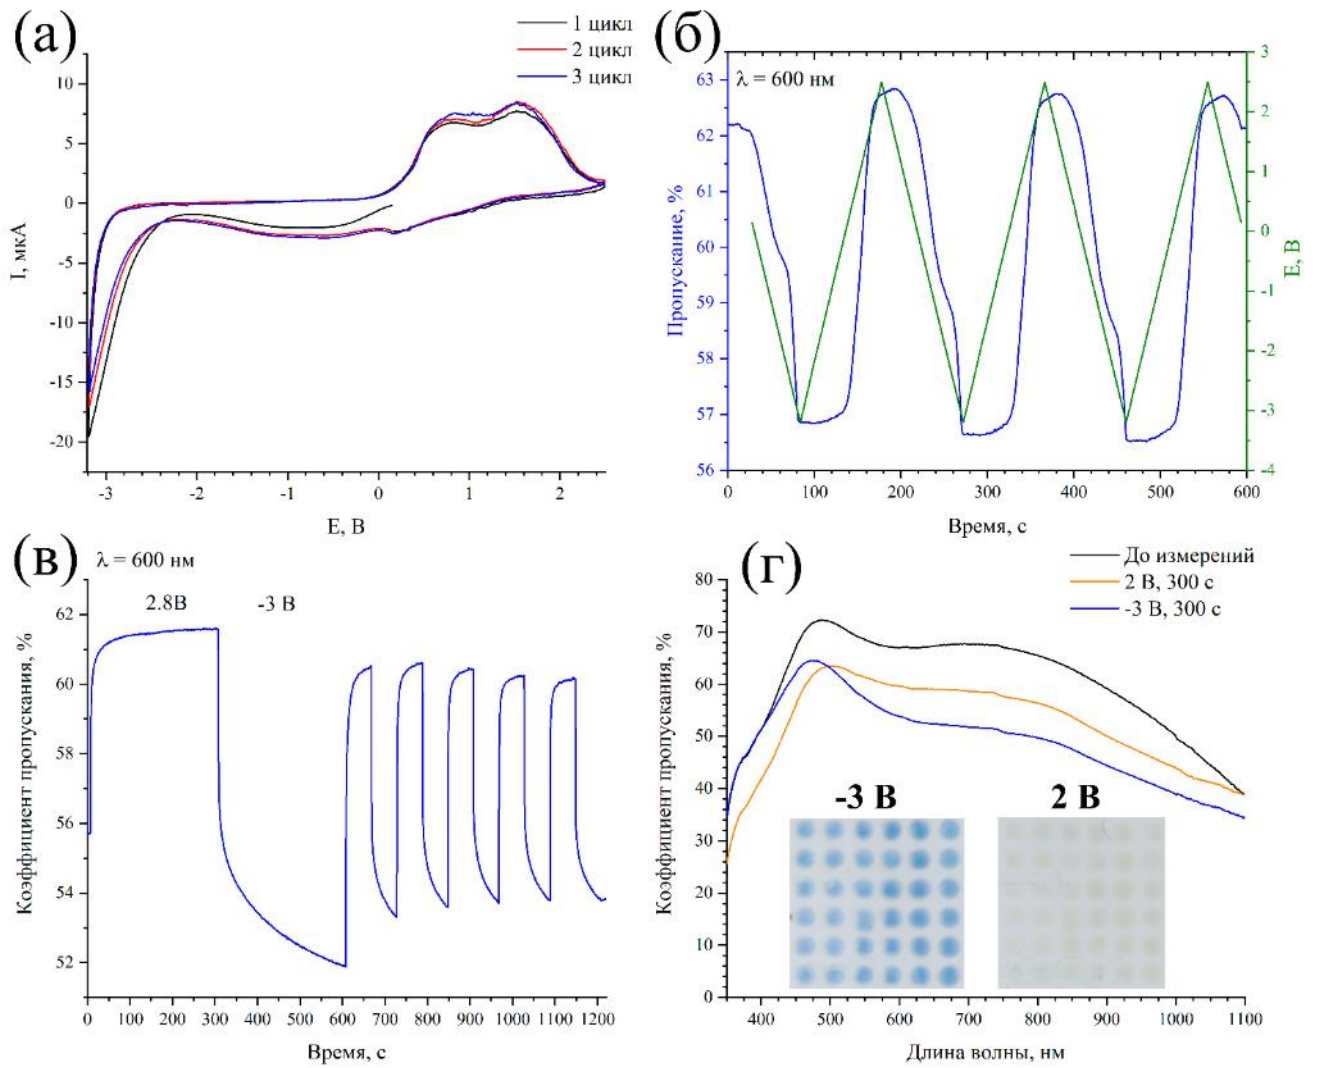 (а)
1 цикл
2 цикл
3 цикл
10
5
0
-5
-10
-15
-20
I, мкА
-3
-2
-1
0
1
2
E, В
(б)
λ = 600 нм
63
62
61
60
59
58
57
56
Пропускание, %
3
2
1
0
-1
-2
-3
-4
E, В
0
100
200
300
400
500
600
Время, с
(в)
λ = 600 нм
2.8В
-3 В
62
60
58
56
54
52
Коэффициент пропускания, %
0
100
200
300
400
500
600
700
800
900
1000
1100
1200
Время, с
(г)
До измерений
2 В, 300 с
-3 В, 300 с
80
70
60
50
40
30
20
10
0
Коэффициент пропускания, %
-3 В
2 В
400
500
600
700
800
900
1000
1100
Длина волны, нм